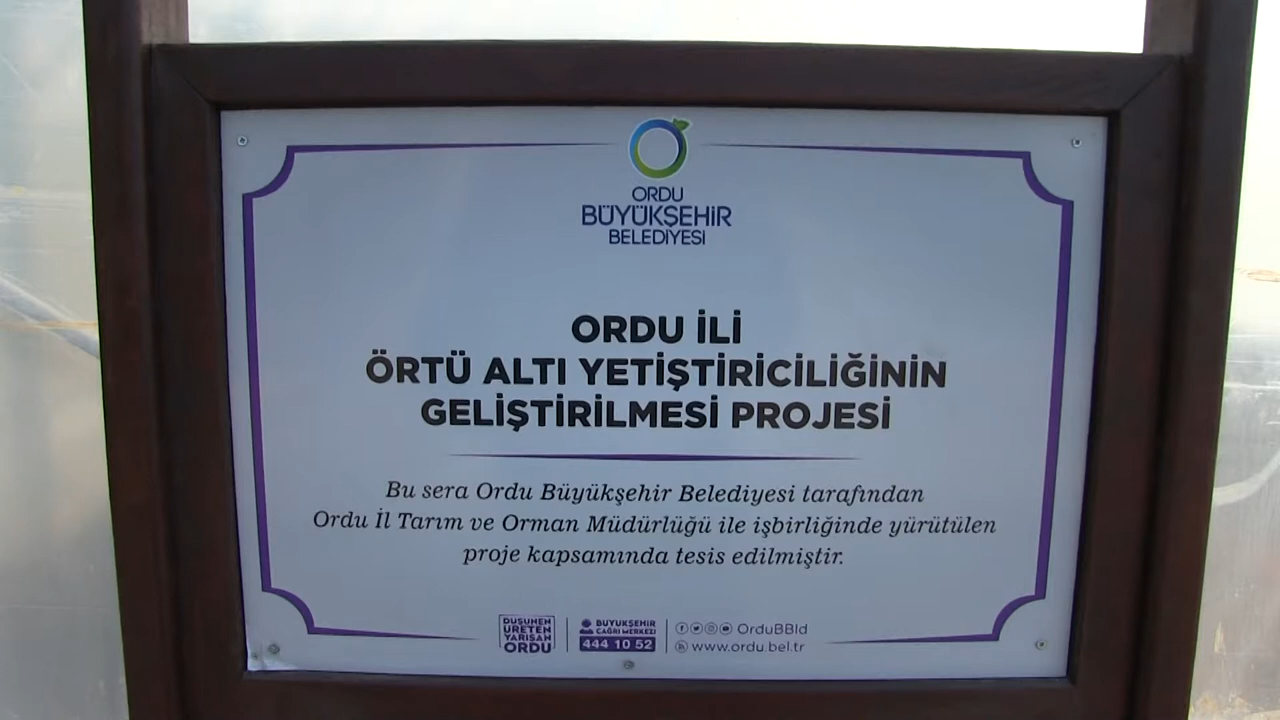 ORDU
BÜYÜKŞEHİR
BELEDİYESİ
ORDU İLİ
ÖRTÜ ALTI YETİŞTİRİCİLİĞİNİN
GELİŞTİRİLMESİ PROJESİ
Bu sera Ordu Büyükşehir Belediyesi tarafından
Ordu İl Tarım ve Orman Müdürlüğü ile işbirliğinde yürütülen
proje kapsamında tesis edilmiştir.
DÜŞÜNEN
ÜRETEN
YARIŞAN
ORDU
BÜYÜKŞEHİR
ÇAĞRI MERKEZİ
444 10 52
OrduBBld
www.ordu.bel.tr